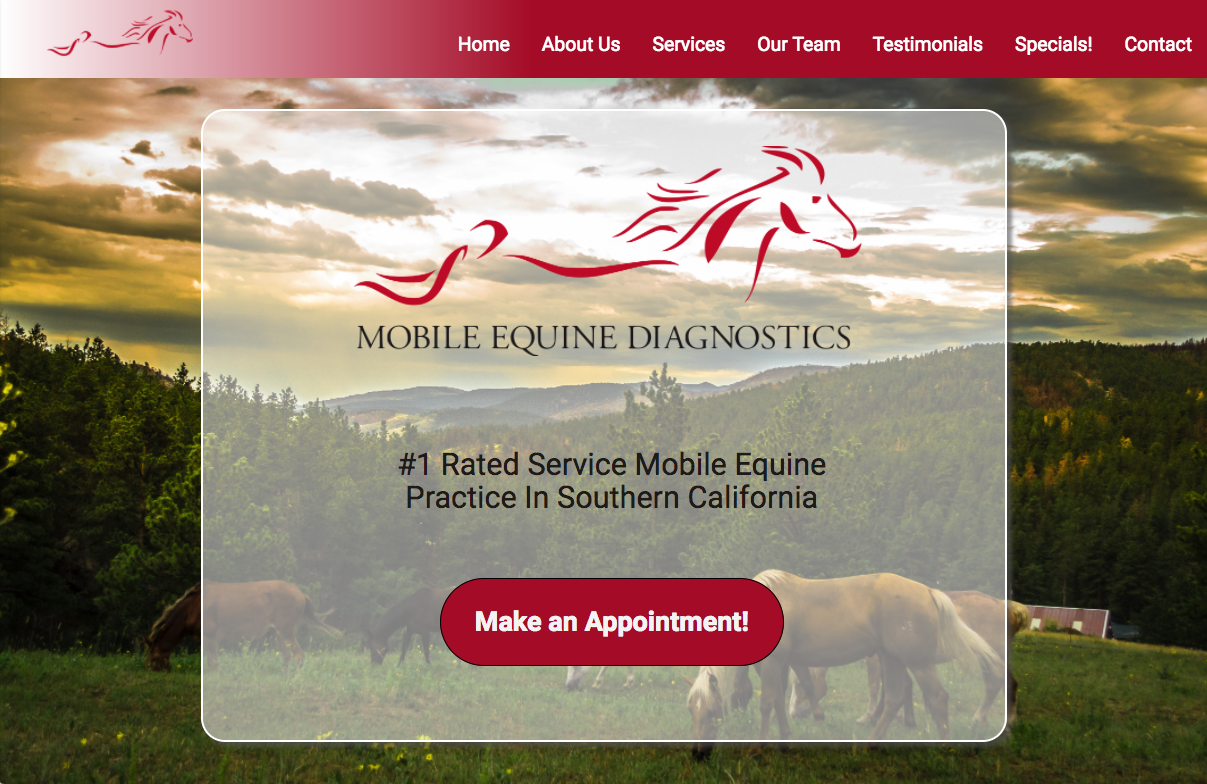 Home About Us Services Our Team Testimonials Specials! Contact
MOBILE EQUINE DIAGNOSTICS
#1 Rated Service Mobile Equine
Practice In Southern California
Make an Appointment!